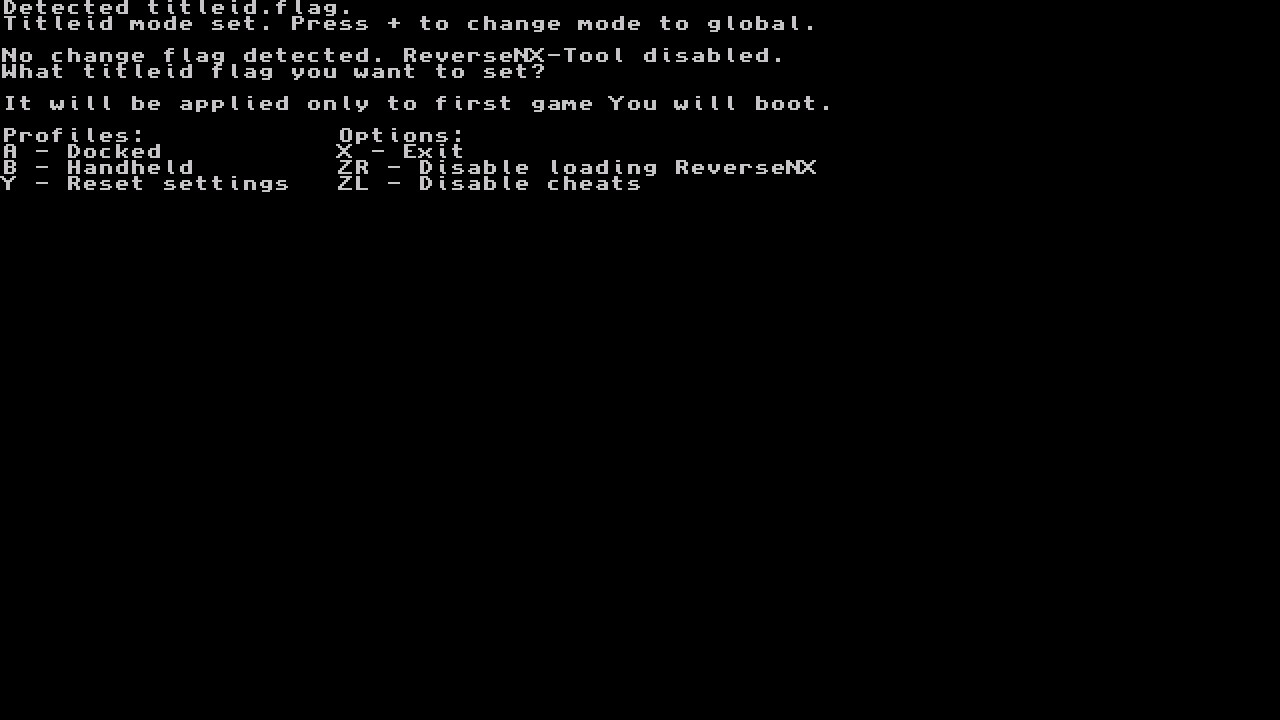 Detected titleid.flag.
Titleid mode set. Press + to change mode to global.
No change flag detected. ReverseNX-Tool disabled.
What titleid flag you want to set?
It will be applied only to first game You will boot.
Profiles: Options:
A - Docked X - Exit
B - Handheld ZR - Disable loading ReverseNX
Y - Reset settings ZL - Disable cheats